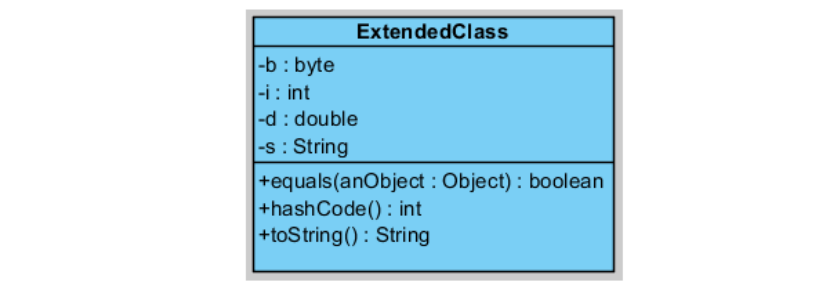 ExtendedClass
-b : byte
-i : int
-d : double
-s : String
+equals(anObject : Object) : boolean
+hashCode() : int
+toString() : String